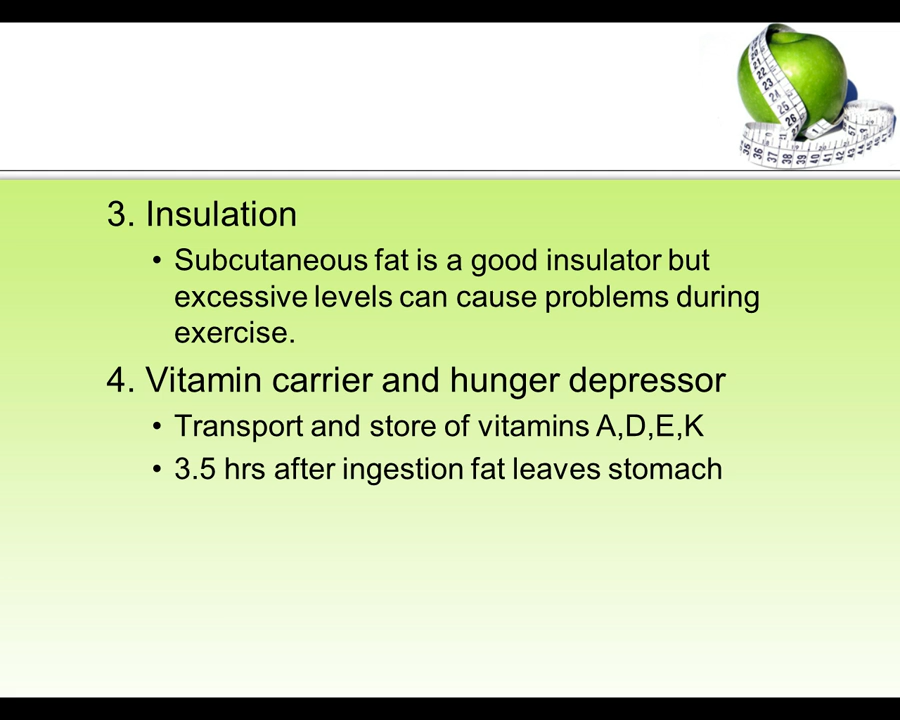 3. Insulation
• Subcutaneous fat is a good insulator but
excessive levels can cause problems during
exercise.
4. Vitamin carrier and hunger depressor
• Transport and store of vitamins A,D,E,K
• 3.5 hrs after ingestion fat leaves stomach